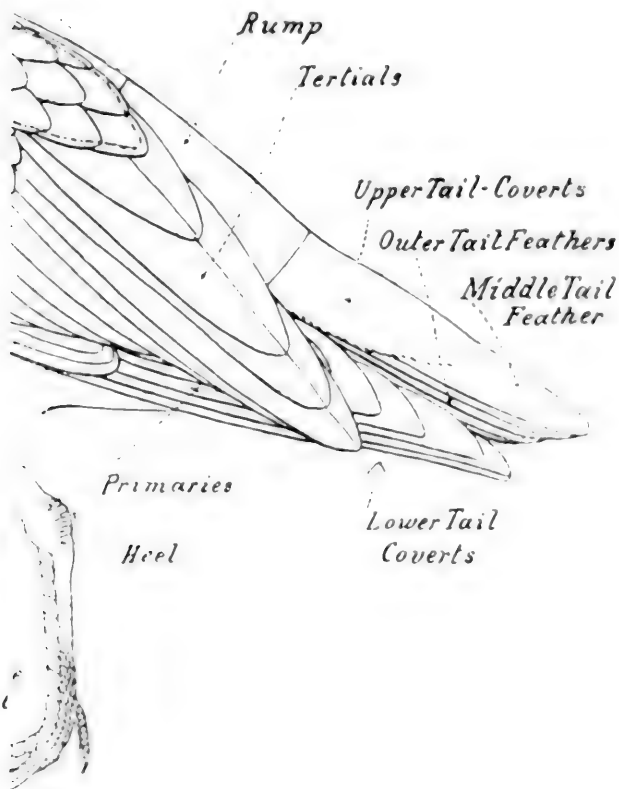 Rump
Tertials
Upper Tail-Coverts
Outer Tail Feathers
Middle Tail
Feather
Primaries
Lower Tail
Coverts
Heel